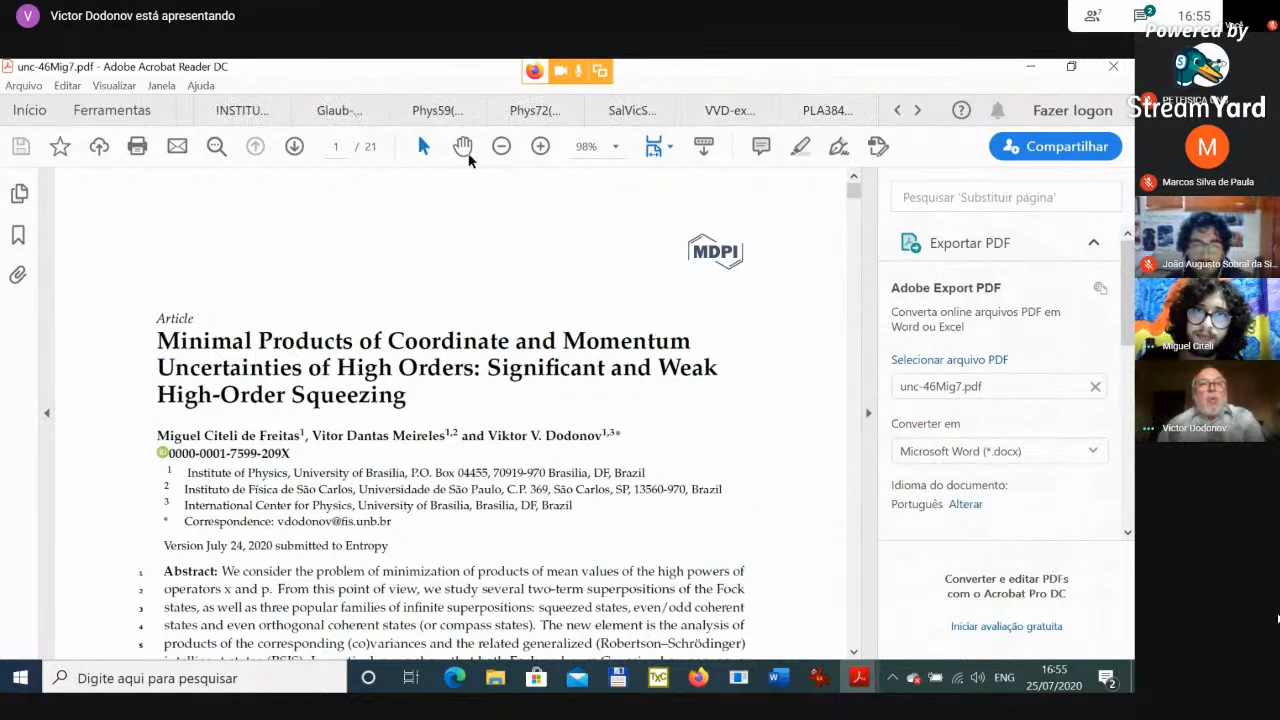 V Victor Dodonov está apresentando
7
2
16:55
Você
Powered by
StreamYard
unc-46Mig7.pdf - Adobe Acrobat Reader DC
Arquivo Editar Visualizar Janela Ajuda
Início Ferramentas INSTITU... Glaub-... Phys59(... Phys72(... SalVicS... VVD-ex... PLA384... Fazer logon
1 / 21 98% Compartilhar
MDPI
Article
Minimal Products of Coordinate and Momentum
Uncertainties of High Orders: Significant and Weak
High-Order Squeezing
Miguel Citeli de Freitas1, Vitor Dantas Meireles1,2 and Viktor V. Dodonov1,3*
iD 0000-0001-7599-209X
1 Institute of Physics, University of Brasilia, P.O. Box 04455, 70919-970 Brasilia, DF, Brazil
2 Instituto de Física de São Carlos, Universidade de São Paulo, C.P. 369, São Carlos, SP, 13560-970, Brazil
3 International Center for Physics, University of Brasilia, Brasilia, DF, Brazil
* Correspondence: vdodonov@fis.unb.br
Version July 24, 2020 submitted to Entropy
1 Abstract: We consider the problem of minimization of products of mean values of the high powers of
2 operators x and p. From this point of view, we study several two-term superpositions of the Fock
3 states, as well as three popular families of infinite superpositions: squeezed states, even/odd coherent
4 states and even orthogonal coherent states (or compass states). The new element is the analysis of
5 products of the corresponding (co)variances and the related generalized (Robertson–Schrödinger)
Pesquisar 'Substituir página'
Exportar PDF
Adobe Export PDF
Converta online arquivos PDF em
Word ou Excel
Selecionar arquivo PDF
unc-46Mig7.pdf
Converter em
Microsoft Word (*.docx)
Idioma do documento:
Português Alterar
Converter e editar PDFs
com o Acrobat Pro DC
Iniciar avaliação gratuita
M
Marcos Silva de Paula
João Augusto Sobral da Si...
Miguel Citeli
Victor Dodonov
Digite aqui para pesquisar
TXC
ENG
16:55
25/07/2020
2